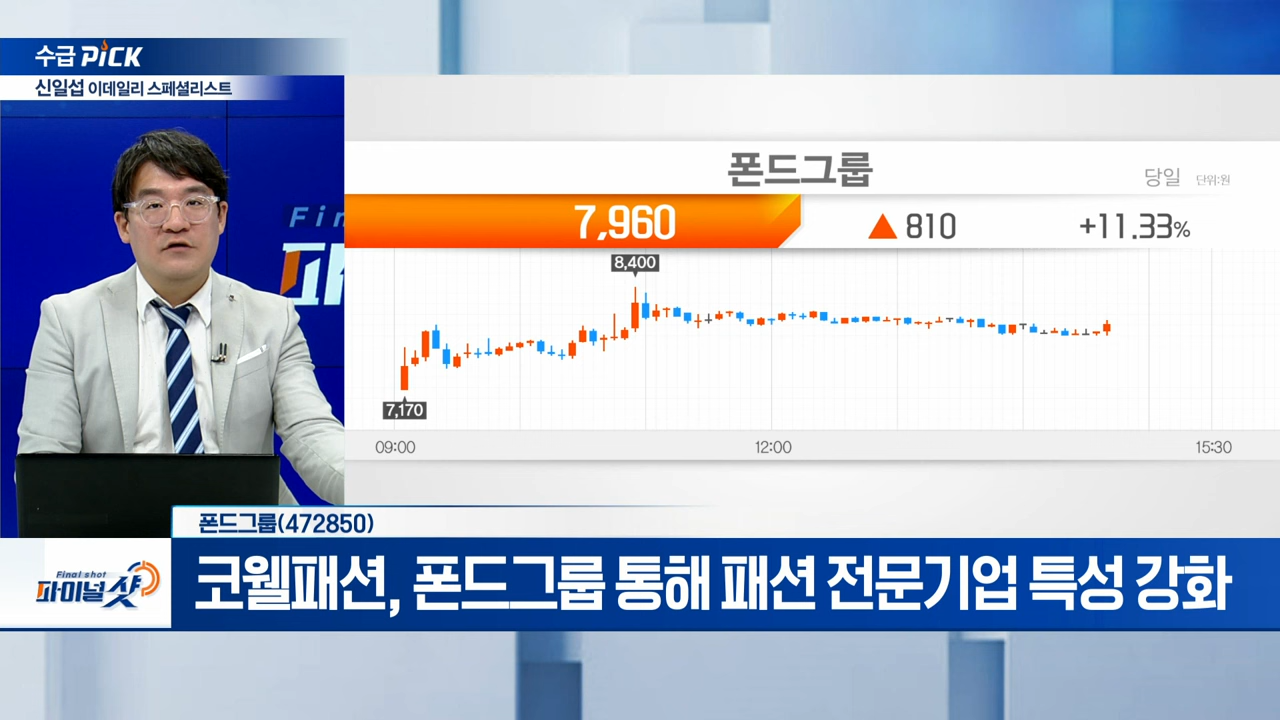 수급 PiCK
신일섭 이데일리 스페셜리스트
Fin
파
폰드그룹
당일 단위:원
7,960 ▲ 810 +11.33%
8,400
7,170
09:00 12:00 15:30
폰드그룹(472850)
Final shot
파이널샷
코웰패션, 폰드그룹 통해 패션 전문기업 특성 강화